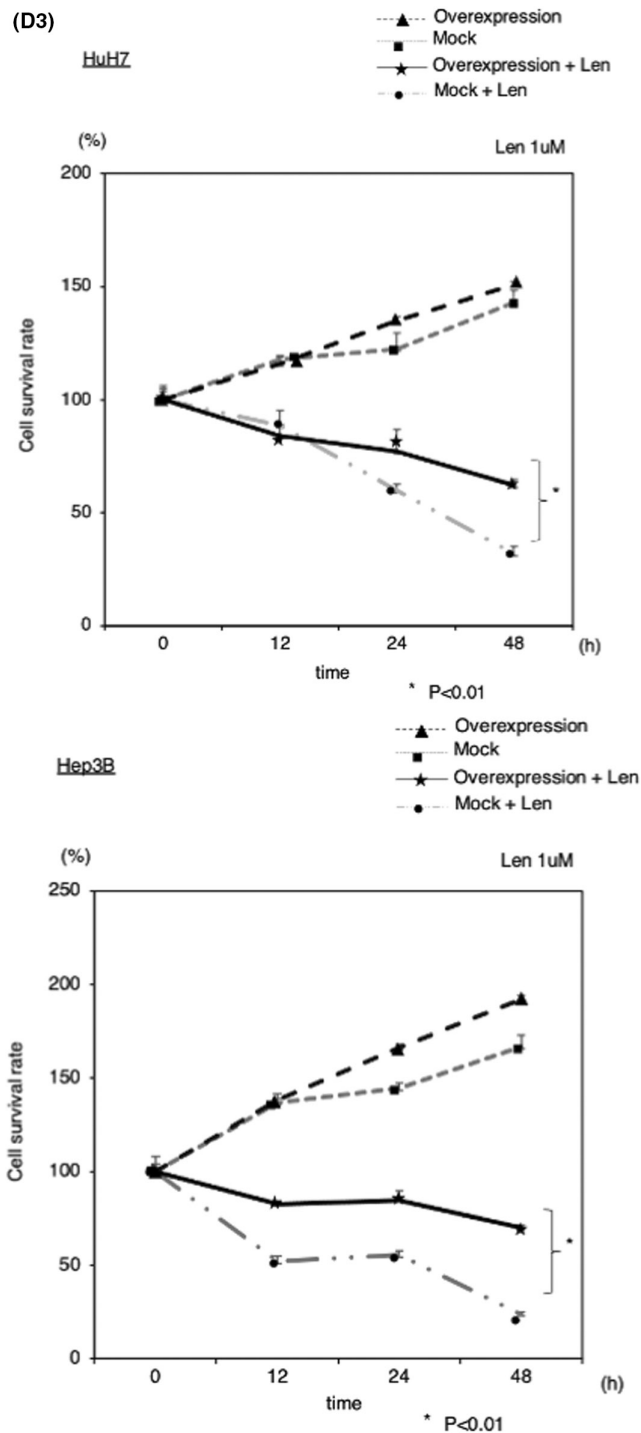 (D3)
HuH7
Overexpression
Mock
Overexpression + Len
Mock + Len
(%)
Len 1uM
200
150
100
50
0
Cell survival rate
0 12 24 48 (h)
time
*
* P<0.01
Hep3B
Overexpression
Mock
Overexpression + Len
Mock + Len
(%)
Len 1uM
250
200
150
100
50
0
Cell survival rate
0 12 24 48 (h)
time
*
* P<0.01